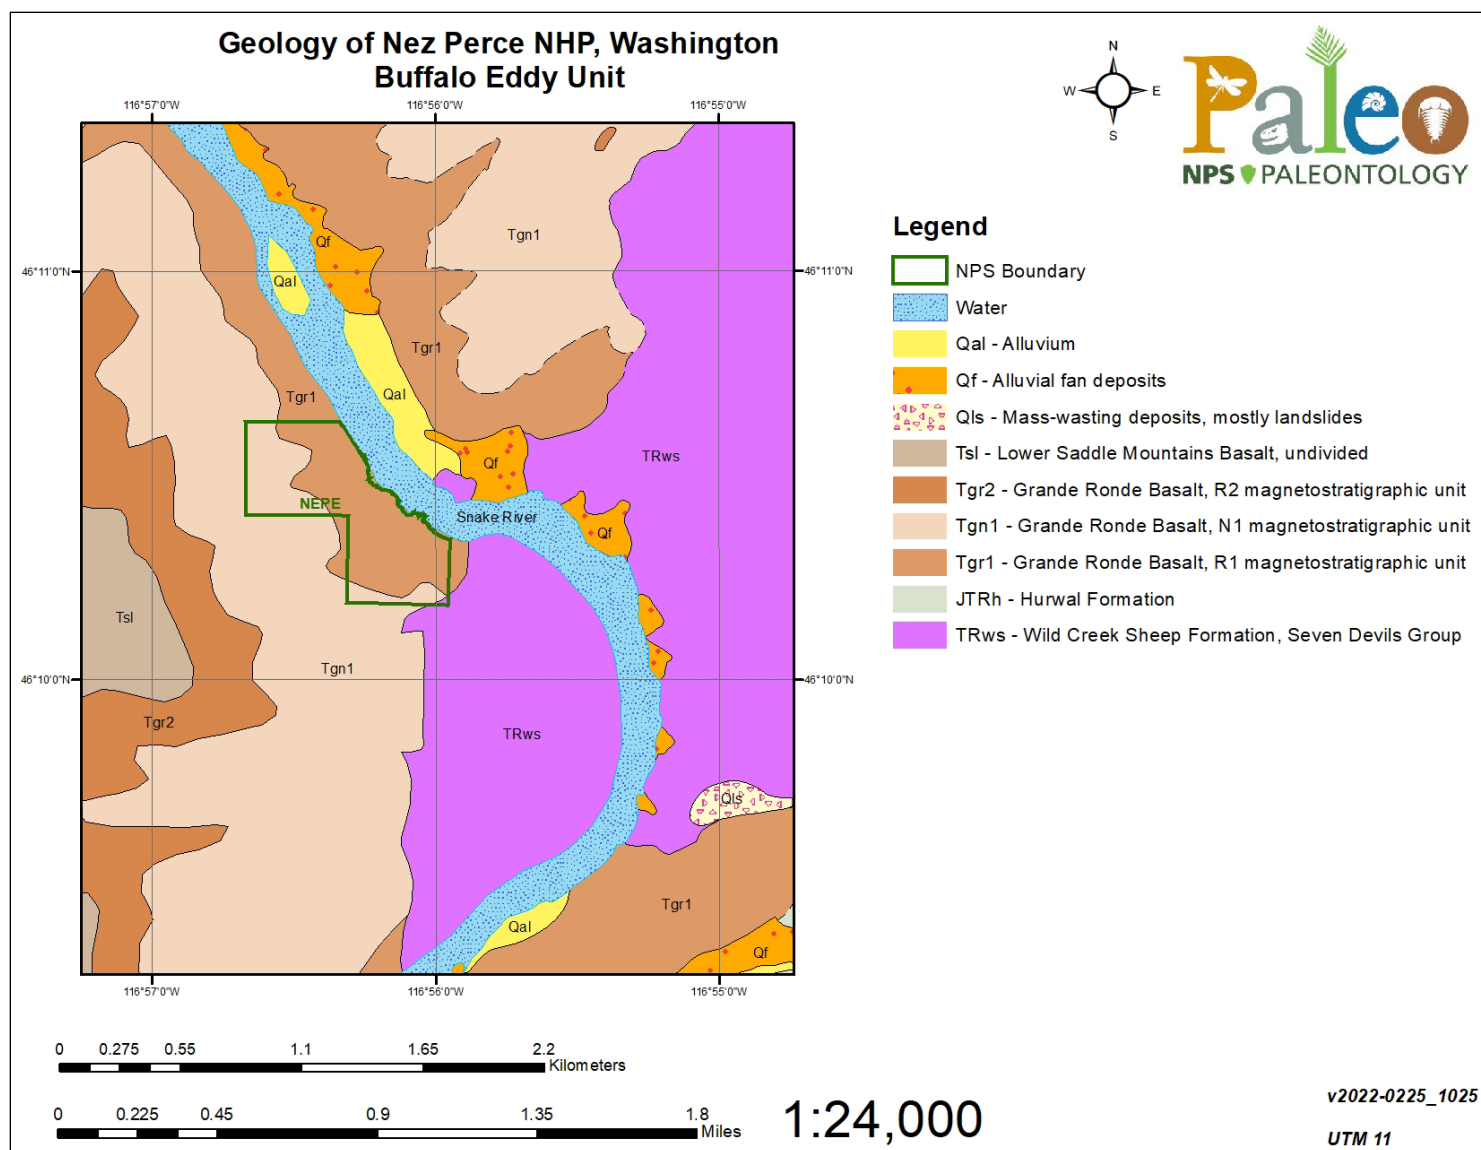 Geology of Nez Perce NHP, Washington
Buffalo Eddy Unit
N
W
E
S
Paleo
NPS PALEONTOLOGY
116°57'0"W
116°56'0"W
116°55'0"W
46°11'0"N
46°11'0"N
46°10'0"N
46°10'0"N
Tgn1
Qf
Qal
Tgr1
Tgr1
Qal
TRws
Qf
NEPE
Snake River
Qf
Tsl
Tgn1
Tgr2
TRws
Qls
Tgr1
Qal
Qf
116°57'0"W
116°56'0"W
116°55'0"W
Legend
NPS Boundary
Water
Qal - Alluvium
Qf - Alluvial fan deposits
Qls - Mass-wasting deposits, mostly landslides
Tsl - Lower Saddle Mountains Basalt, undivided
Tgr2 - Grande Ronde Basalt, R2 magnetostratigraphic unit
Tgn1 - Grande Ronde Basalt, N1 magnetostratigraphic unit
Tgr1 - Grande Ronde Basalt, R1 magnetostratigraphic unit
JTRh - Hurwal Formation
TRws - Wild Creek Sheep Formation, Seven Devils Group
0 0.275 0.55 1.1 1.65 2.2
Kilometers
0 0.225 0.45 0.9 1.35 1.8
Miles
1:24,000
v2022-0225_1025
UTM 11